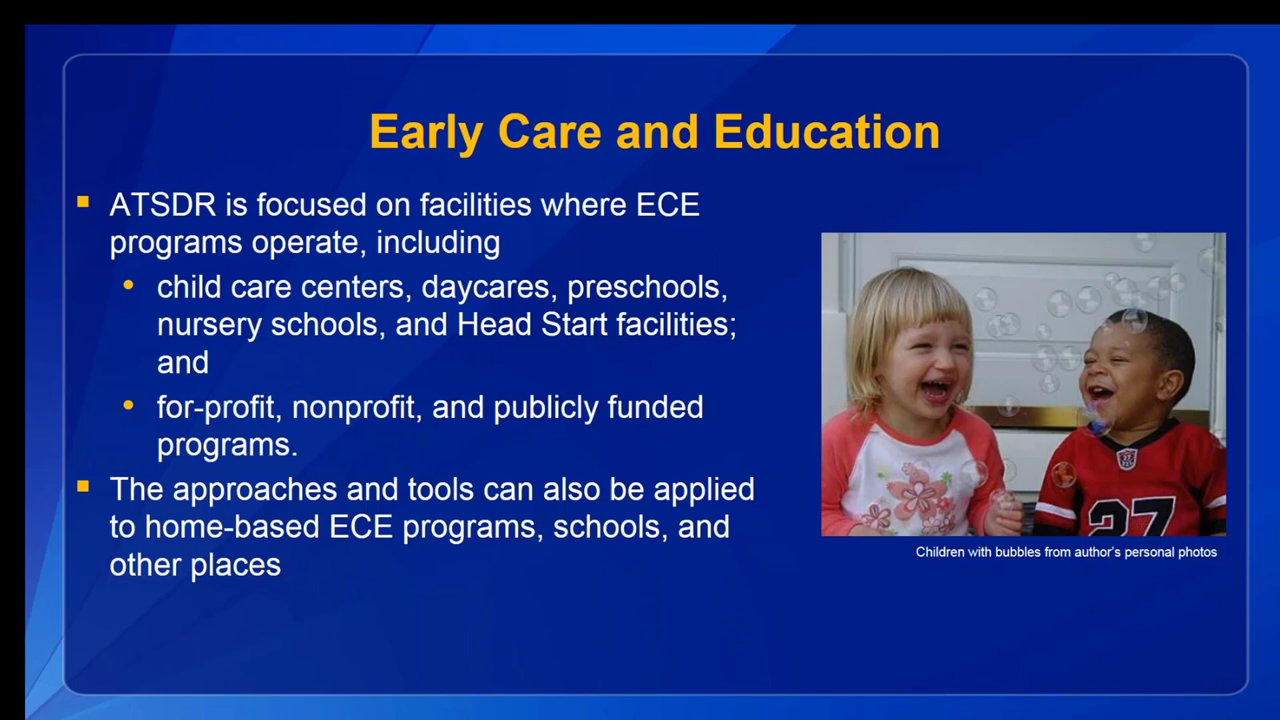 Early Care and Education
ATSDR is focused on facilities where ECE
programs operate, including
child care centers, daycares, preschools,
nursery schools, and Head Start facilities;
and
for-profit, nonprofit, and publicly funded
programs.
The approaches and tools can also be applied
to home-based ECE programs, schools, and
other places
27
Children with bubbles from author's personal photos